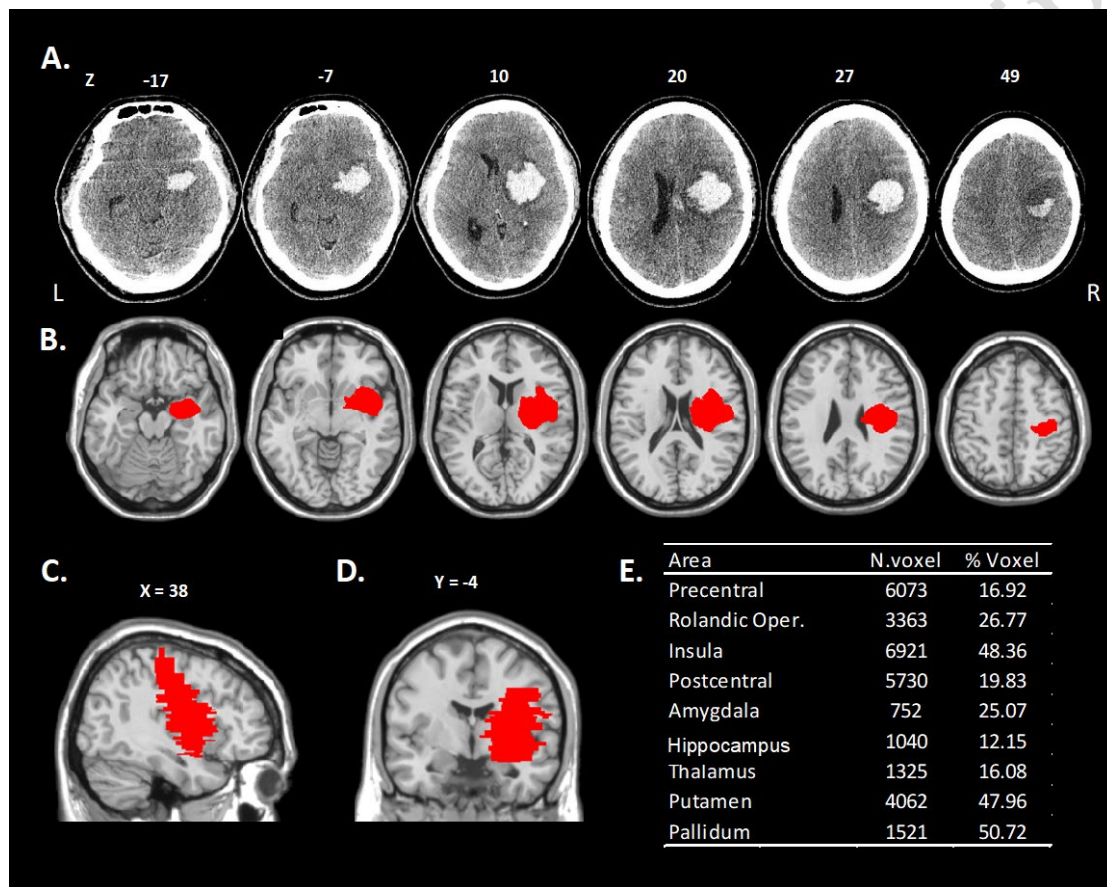 A.
Z -17 -7 10 20 27 49
L R
B.
C. X = 38
D. Y = -4
E.
Area N.voxel % Voxel
Precentral 6073 16.92
Rolandic Oper. 3363 26.77
Insula 6921 48.36
Postcentral 5730 19.83
Amygdala 752 25.07
Hippocampus 1040 12.15
Thalamus 1325 16.08
Putamen 4062 47.96
Pallidum 1521 50.72